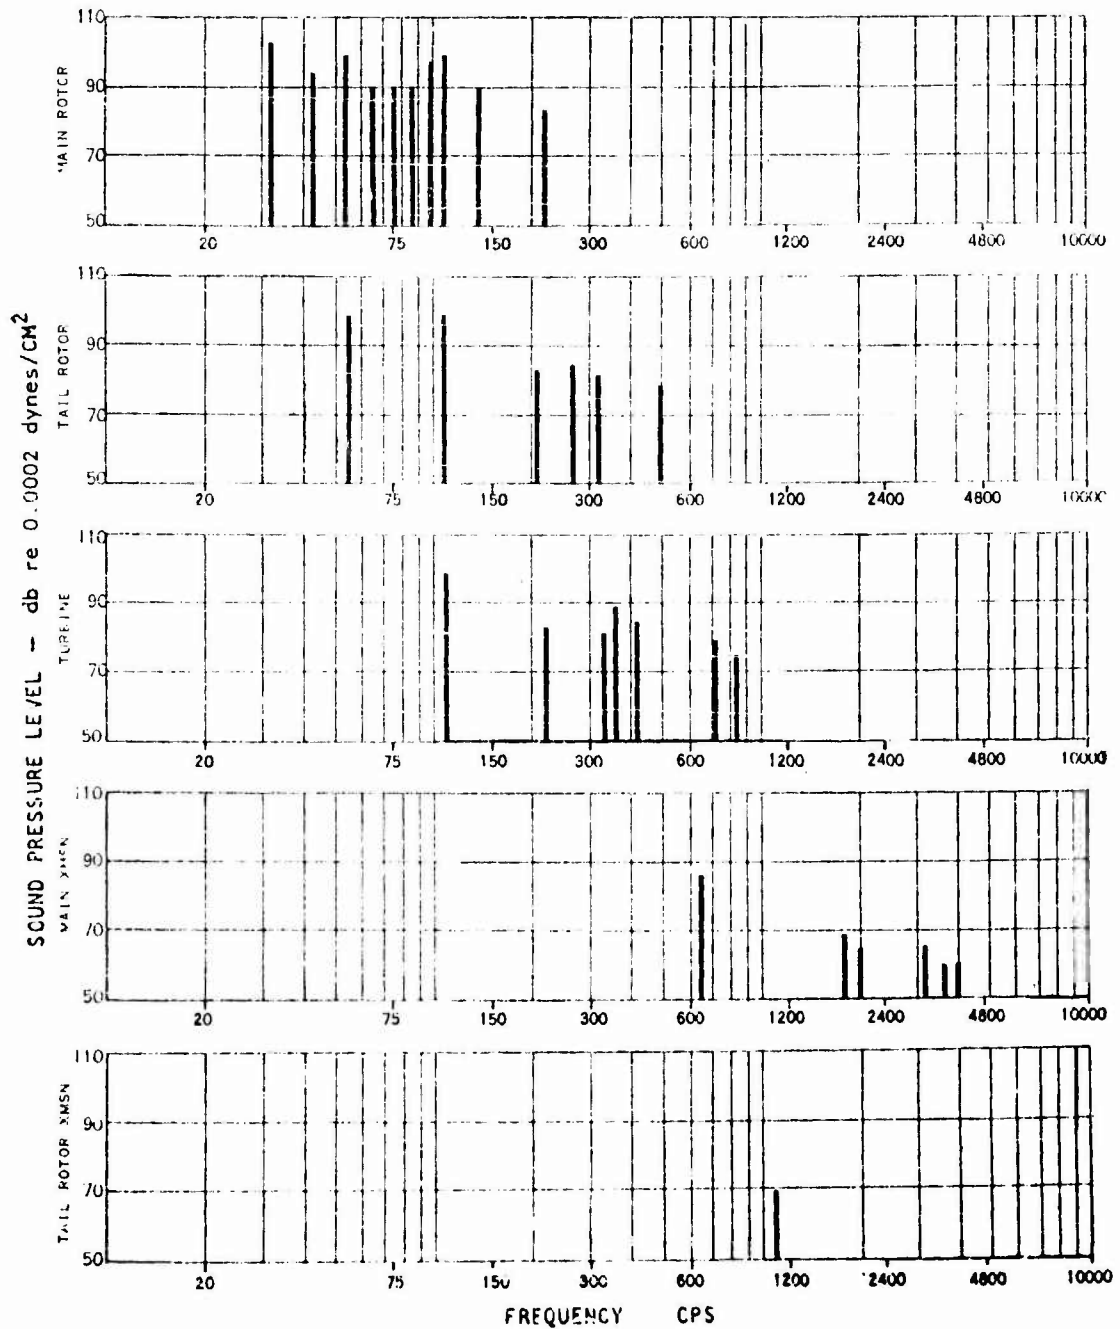 SOUND PRESSURE LEVEL - db re 0.0002 dynes/CM2
MAIN ROTOR
110
90
70
50
20 75 150 300 600 1200 2400 4800 10000
TAIL ROTOR
110
90
70
50
20 75 150 300 600 1200 2400 4800 10000
TURBINE
110
90
70
50
20 75 150 300 600 1200 2400 4800 10000
MAIN XMSN
110
90
70
50
20 75 150 300 600 1200 2400 4800 10000
TAIL ROTOR XMSN
110
90
70
50
20 75 150 300 600 1200 2400 4800 10000
FREQUENCY CPS